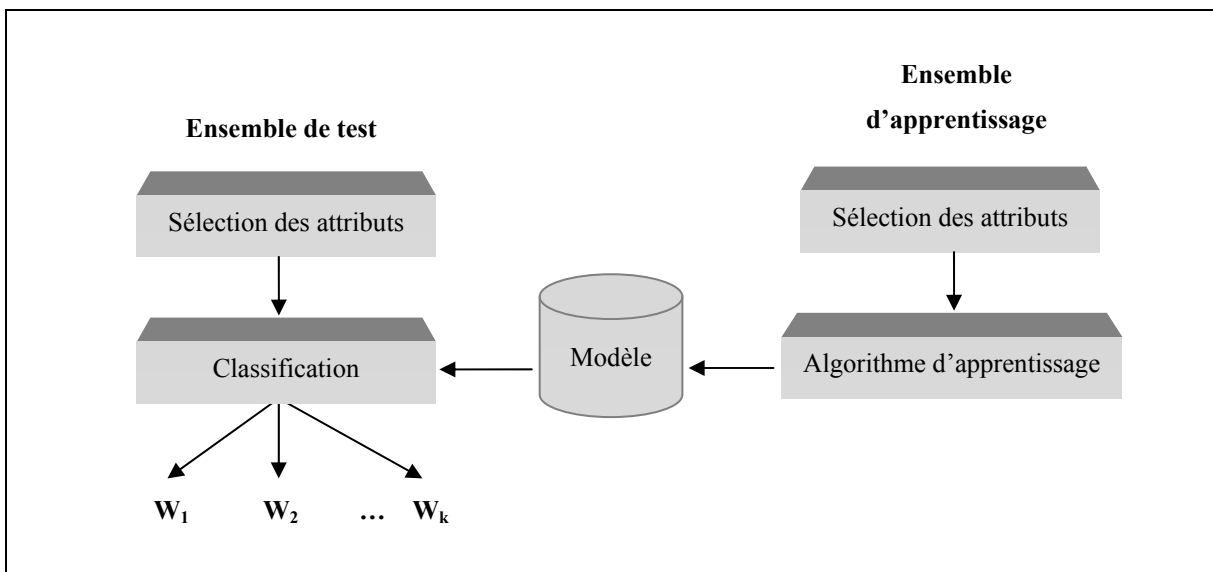 Ensemble
d’apprentissage
Ensemble de test
Sélection des attributs
Sélection des attributs
Classification
Modèle
Algorithme d’apprentissage
W₁ W₂ … Wₖ